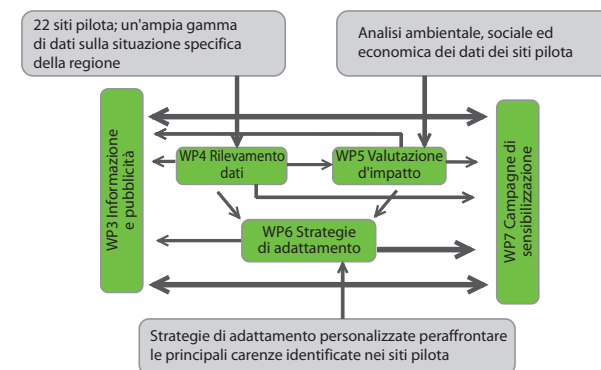 22 siti pilota; un'ampia gamma
di dati sulla situazione specifica
della regione
Analisi ambientale, sociale ed
economica dei dati dei siti pilota
WP3 Informazione
e pubblicità
WP4 Rilevamento
dati
WP5 Valutazione
d'impatto
WP6 Strategie
di adattamento
WP7 Campagne di
sensibilizzazione
Strategie di adattamento personalizzate peraffrontare
le principali carenze identificate nei siti pilota